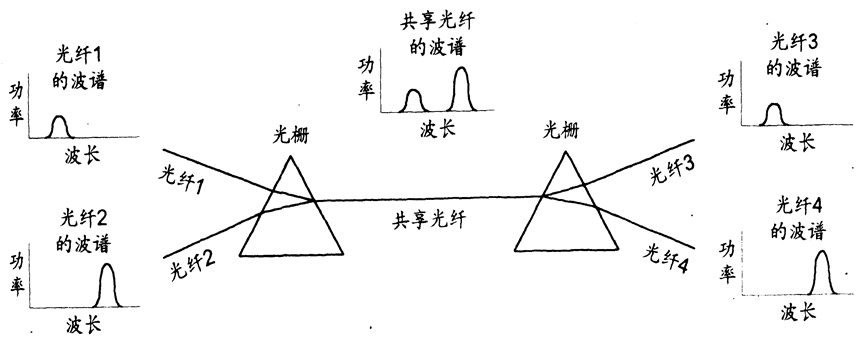 光纤1
的波谱
功率
波长
共享光纤
的波谱
功率
波长
光纤3
的波谱
功率
波长
光栅
光栅
光纤1
光纤3
共享光纤
光纤2
的波谱
功率
波长
光纤2
光纤4
光纤4
的波谱
功率
波长